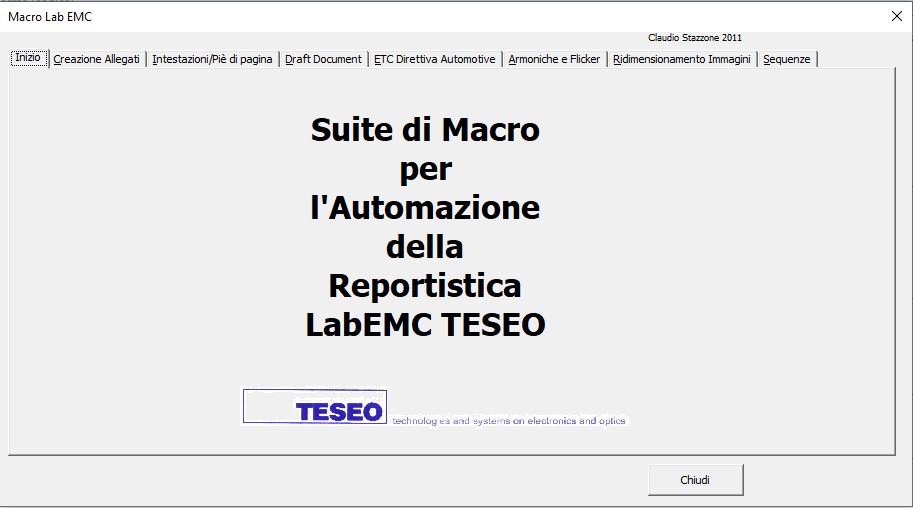 Macro Lab EMC
Claudio Stazzone 2011
Inizio Creazione Allegati Intestazioni/Piè di pagina Draft Document ETC Direttiva Automotive Armoniche e Flicker Ridimensionamento Immagini Sequenze
Suite di Macro
per
l'Automazione
della
Reportistica
LabEMC TESEO
TESEO technologies and systems on electronics and optics
Chiudi